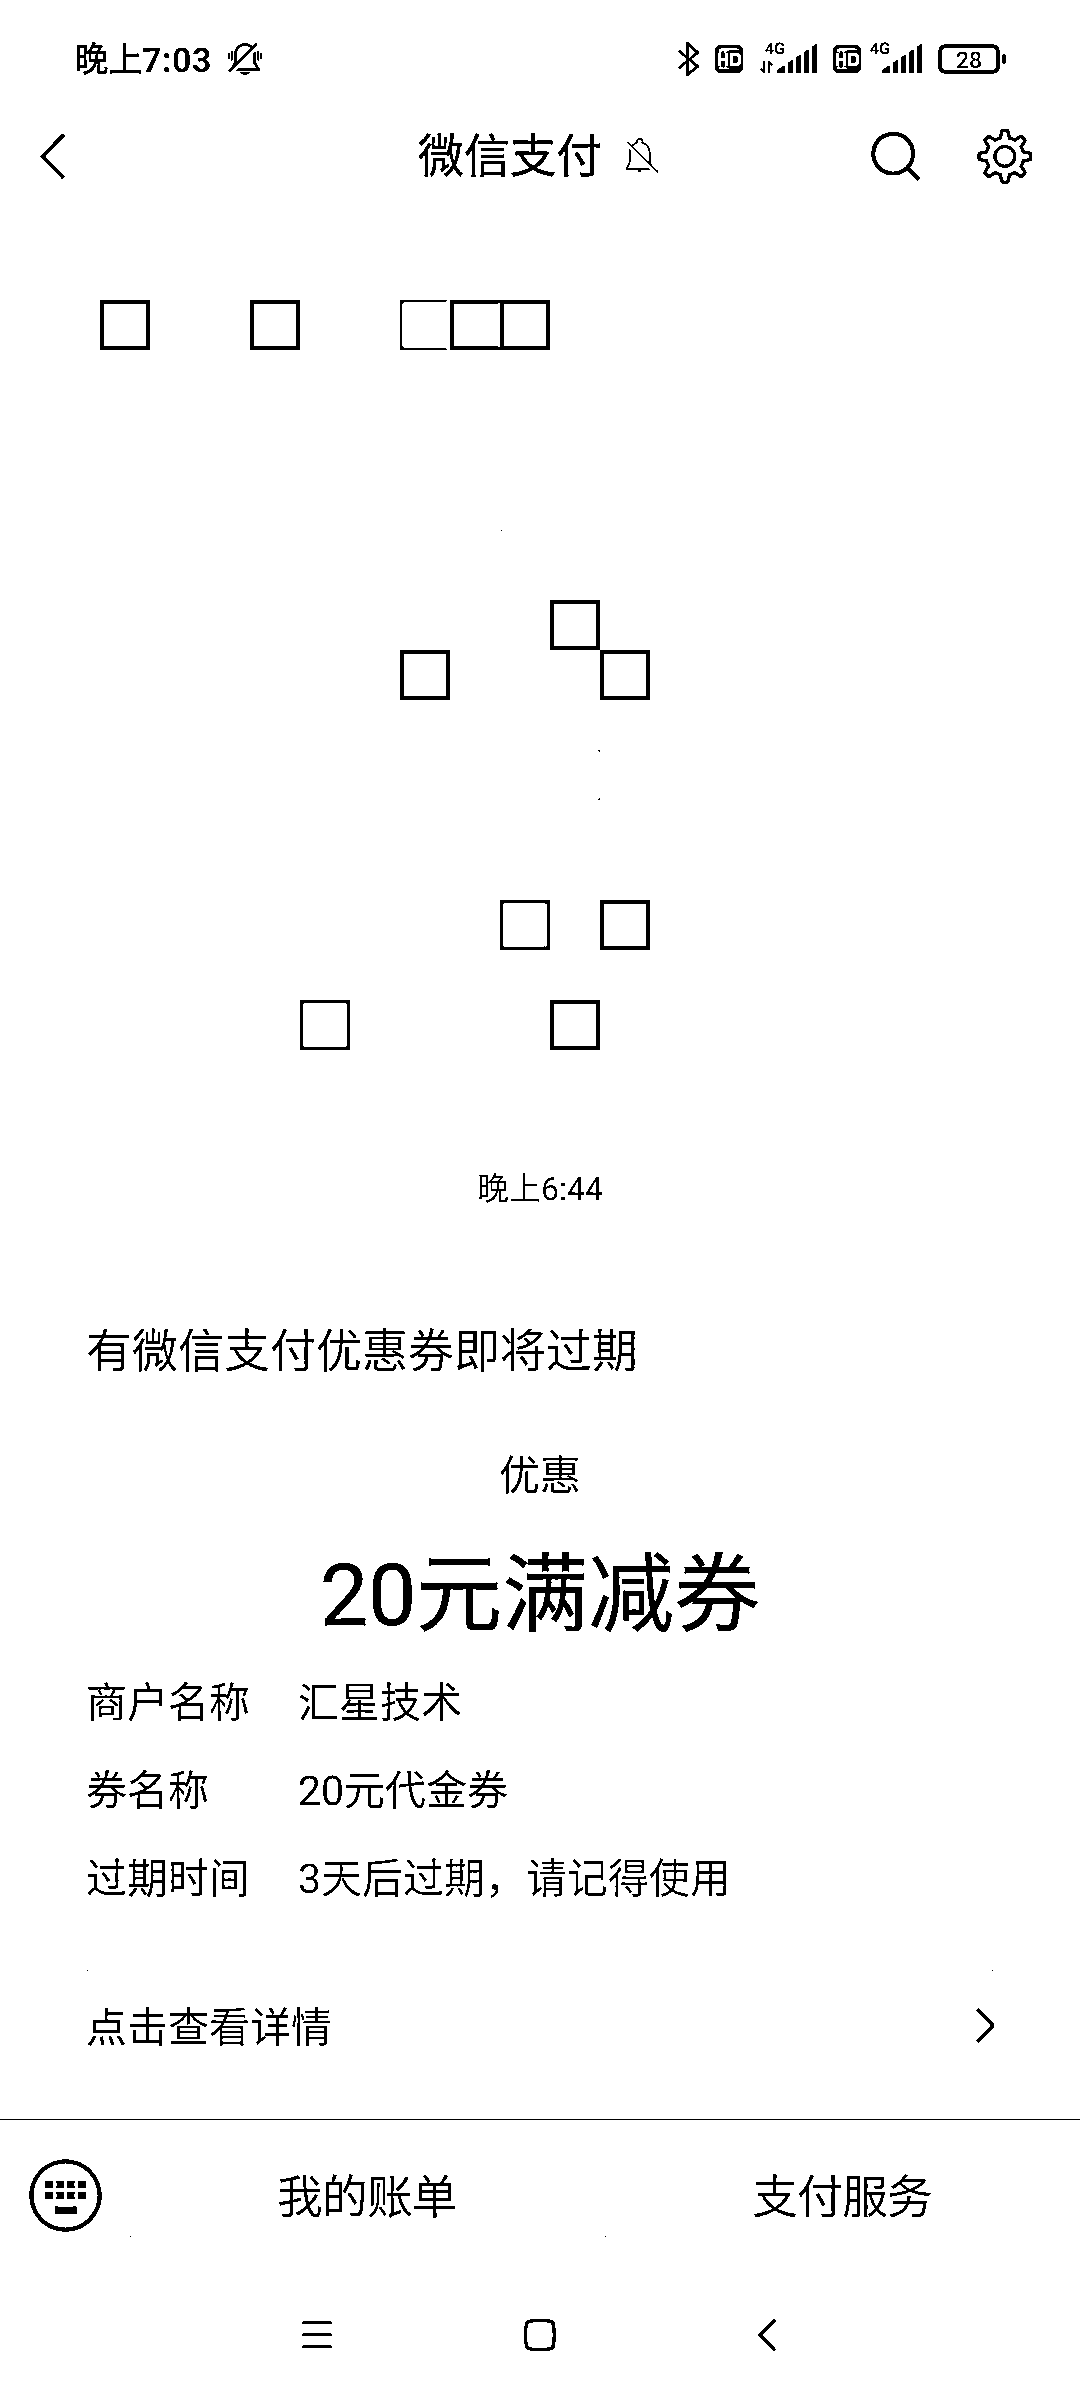 晚上7:03 HD 4G HD 4G 28
微信支付
晚上6:44
有微信支付优惠券即将过期
优惠
20元满减券
商户名称 汇星技术
券名称 20元代金券
过期时间 3天后过期，请记得使用
点击查看详情
我的账单 支付服务